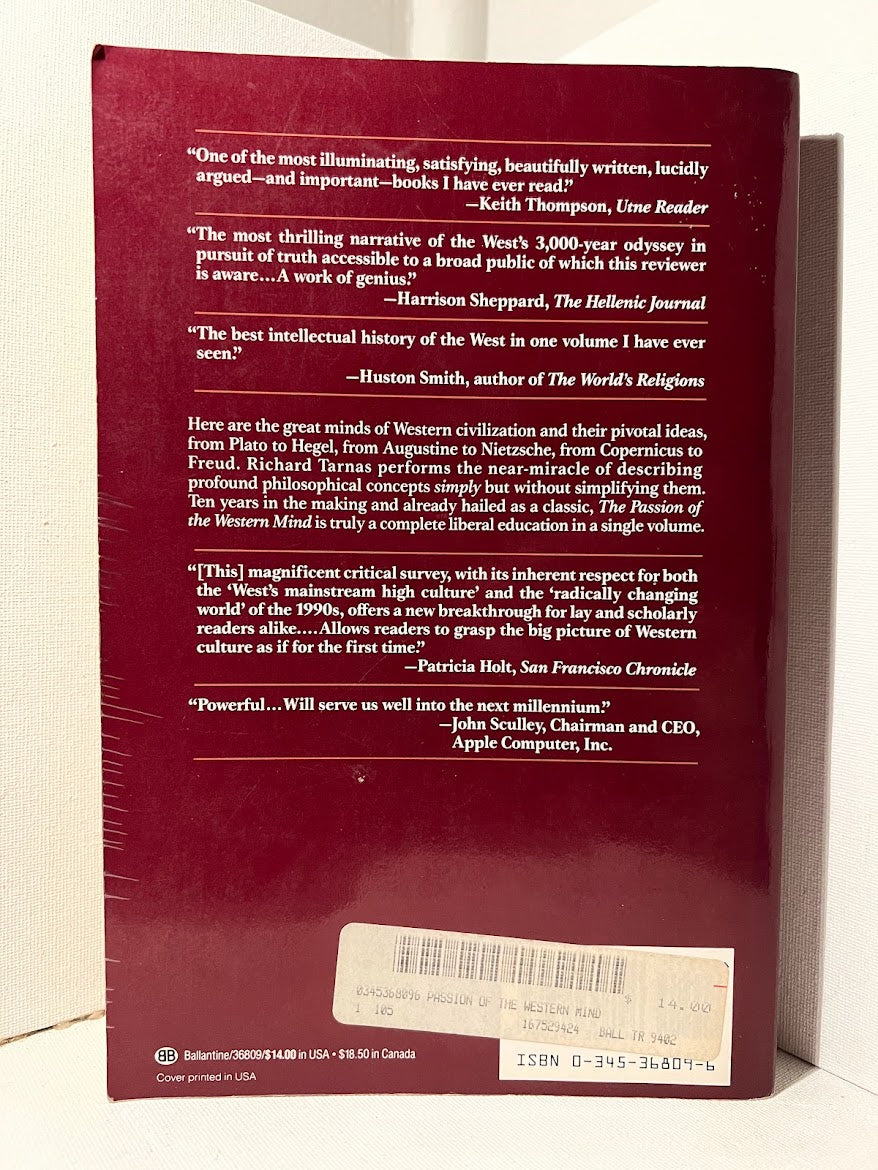 “One of the most illuminating, satisfying, beautifully written, lucidly
argued—and important—books I have ever read.”
—Keith Thompson, Utne Reader
“The most thrilling narrative of the West’s 3,000-year odyssey in
pursuit of truth accessible to a broad public of which this reviewer
is aware...A work of genius.”
—Harrison Sheppard, The Hellenic Journal
“The best intellectual history of the West in one volume I have ever
seen.”
—Huston Smith, author of The World’s Religions
Here are the great minds of Western civilization and their pivotal ideas,
from Plato to Hegel, from Augustine to Nietzsche, from Copernicus to
Freud. Richard Tarnas performs the near-miracle of describing
profound philosophical concepts simply but without simplifying them.
Ten years in the making and already hailed as a classic, The Passion of
the Western Mind is truly a complete liberal education in a single volume.
“[This] magnificent critical survey, with its inherent respect for both
the ‘West’s mainstream high culture’ and the ‘radically changing
world’ of the 1990s, offers a new breakthrough for lay and scholarly
readers alike....Allows readers to grasp the big picture of Western
culture as if for the first time.”
—Patricia Holt, San Francisco Chronicle
“Powerful...Will serve us well into the next millennium.”
—John Sculley, Chairman and CEO,
Apple Computer, Inc.
0345368096 PASSION OF THE WESTERN MIND $ 14.00
1 105
167529424 BALL TR 9402
ISBN 0-345-36809-6
BB Ballantine/36809/$14.00 in USA • $18.50 in Canada
Cover printed in USA